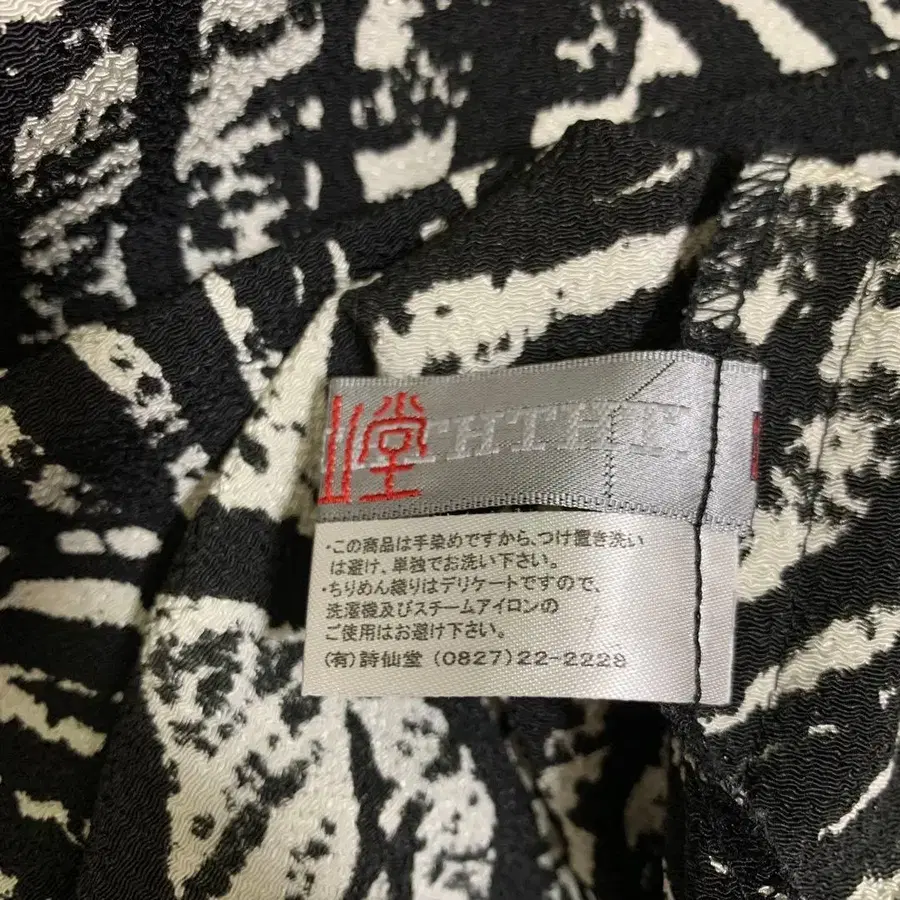 堂
・この商品は手染めですから、つけ置き洗い
は避け、単独でお洗い下さい。
・ちりめん織りはデリケートですので、
洗濯機及びスチームアイロンの
ご使用はお避け下さい。
(有)詩仙堂 (0827)22-2228